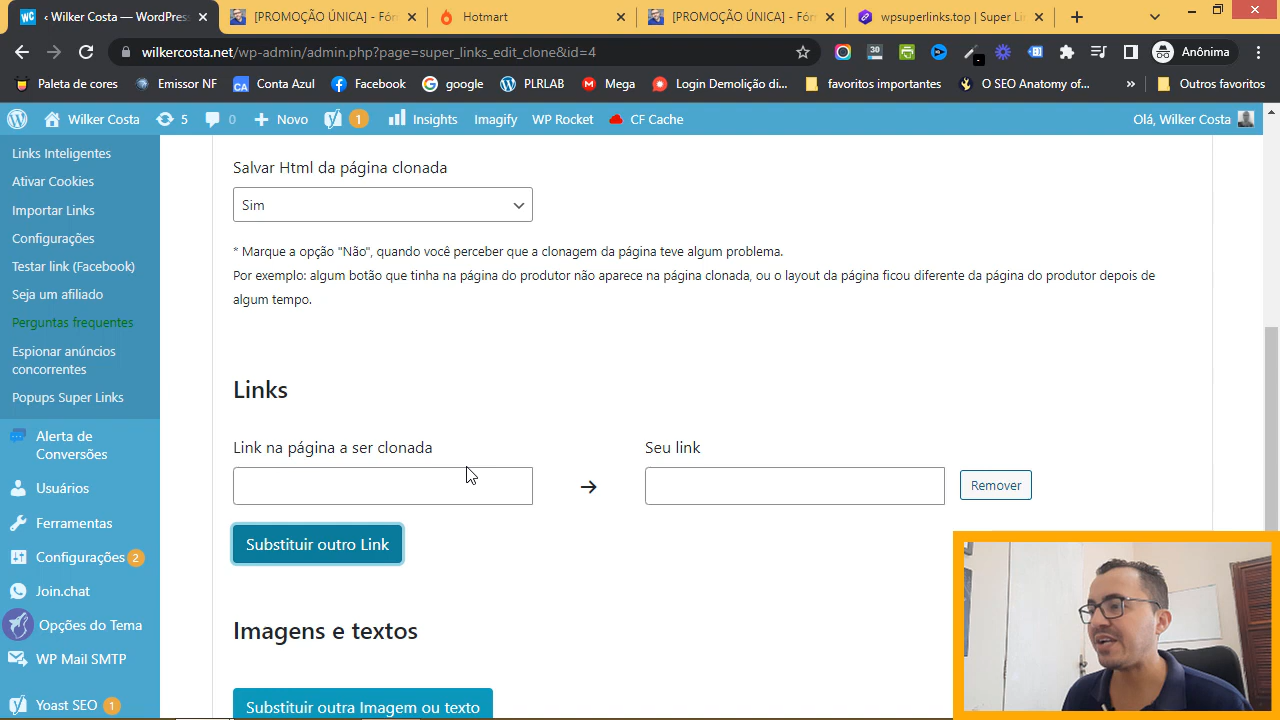 ‹ Wilker Costa — WordPress
[PROMOÇÃO ÚNICA] - Fó
Hotmart
[PROMOÇÃO ÚNICA] - Fó
wpsuperlinks.top | Super Li
wilkercosta.net/wp-admin/admin.php?page=super_links_edit_clone&id=4
30
Anônima
Paleta de cores
Emissor NF
CA Conta Azul
Facebook
google
PLRLAB
Mega
Login Demolição di...
favoritos importantes
O SEO Anatomy of...
»
Outros favoritos
Wilker Costa
5
0
Novo
1
Insights
Imagify
WP Rocket
CF Cache
Olá, Wilker Costa
Links Inteligentes
Ativar Cookies
Importar Links
Configurações
Testar link (Facebook)
Seja um afiliado
Perguntas frequentes
Espionar anúncios
concorrentes
Popups Super Links
Alerta de
Conversões
Usuários
Ferramentas
Configurações 2
Join.chat
Opções do Tema
WP Mail SMTP
Yoast SEO 1
Salvar Html da página clonada
Sim
* Marque a opção "Não", quando você perceber que a clonagem da página teve algum problema.
Por exemplo: algum botão que tinha na página do produtor não aparece na página clonada, ou o layout da página ficou diferente da página do produtor depois de
algum tempo.
Links
Link na página a ser clonada
Seu link
→
Remover
Substituir outro Link
Imagens e textos
Substituir outra Imagem ou texto